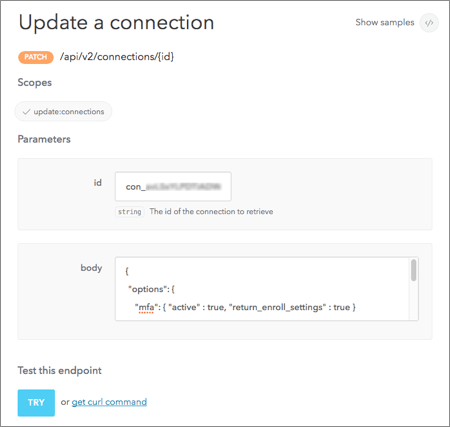 Update a connection
Show samples </>
PATCH /api/v2/connections/{id}
Scopes
update:connections
Parameters
id
con_
string The id of the connection to retrieve
body
{
"options": {
"mfa": { "active" : true, "return_enroll_settings" : true }
Test this endpoint
TRY or get curl command